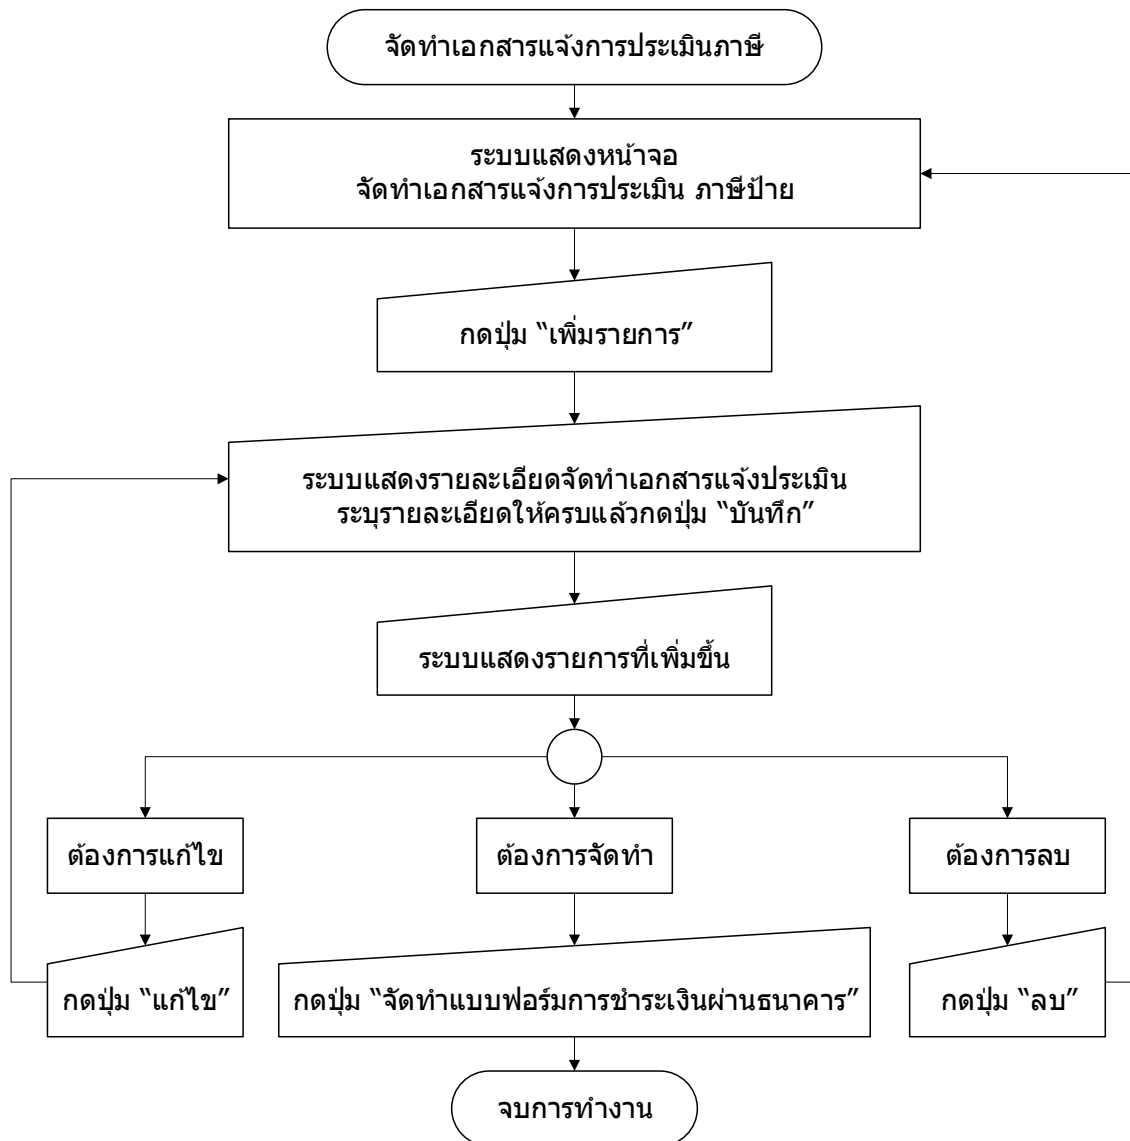 จัดทำเอกสารแจ้งการประเมินภาษี
ระบบแสดงหน้าจอ
จัดทำเอกสารแจ้งการประเมิน ภาษีป้าย
กดปุ่ม “เพิ่มรายการ”
ระบบแสดงรายละเอียดจัดทำเอกสารแจ้งประเมิน
ระบุรายละเอียดให้ครบแล้วกดปุ่ม “บันทึก”
ระบบแสดงรายการที่เพิ่มขึ้น
ต้องการแก้ไข
ต้องการจัดทำ
ต้องการลบ
กดปุ่ม “แก้ไข”
กดปุ่ม “จัดทำแบบฟอร์มการชำระเงินผ่านธนาคาร”
กดปุ่ม “ลบ”
จบการทำงาน